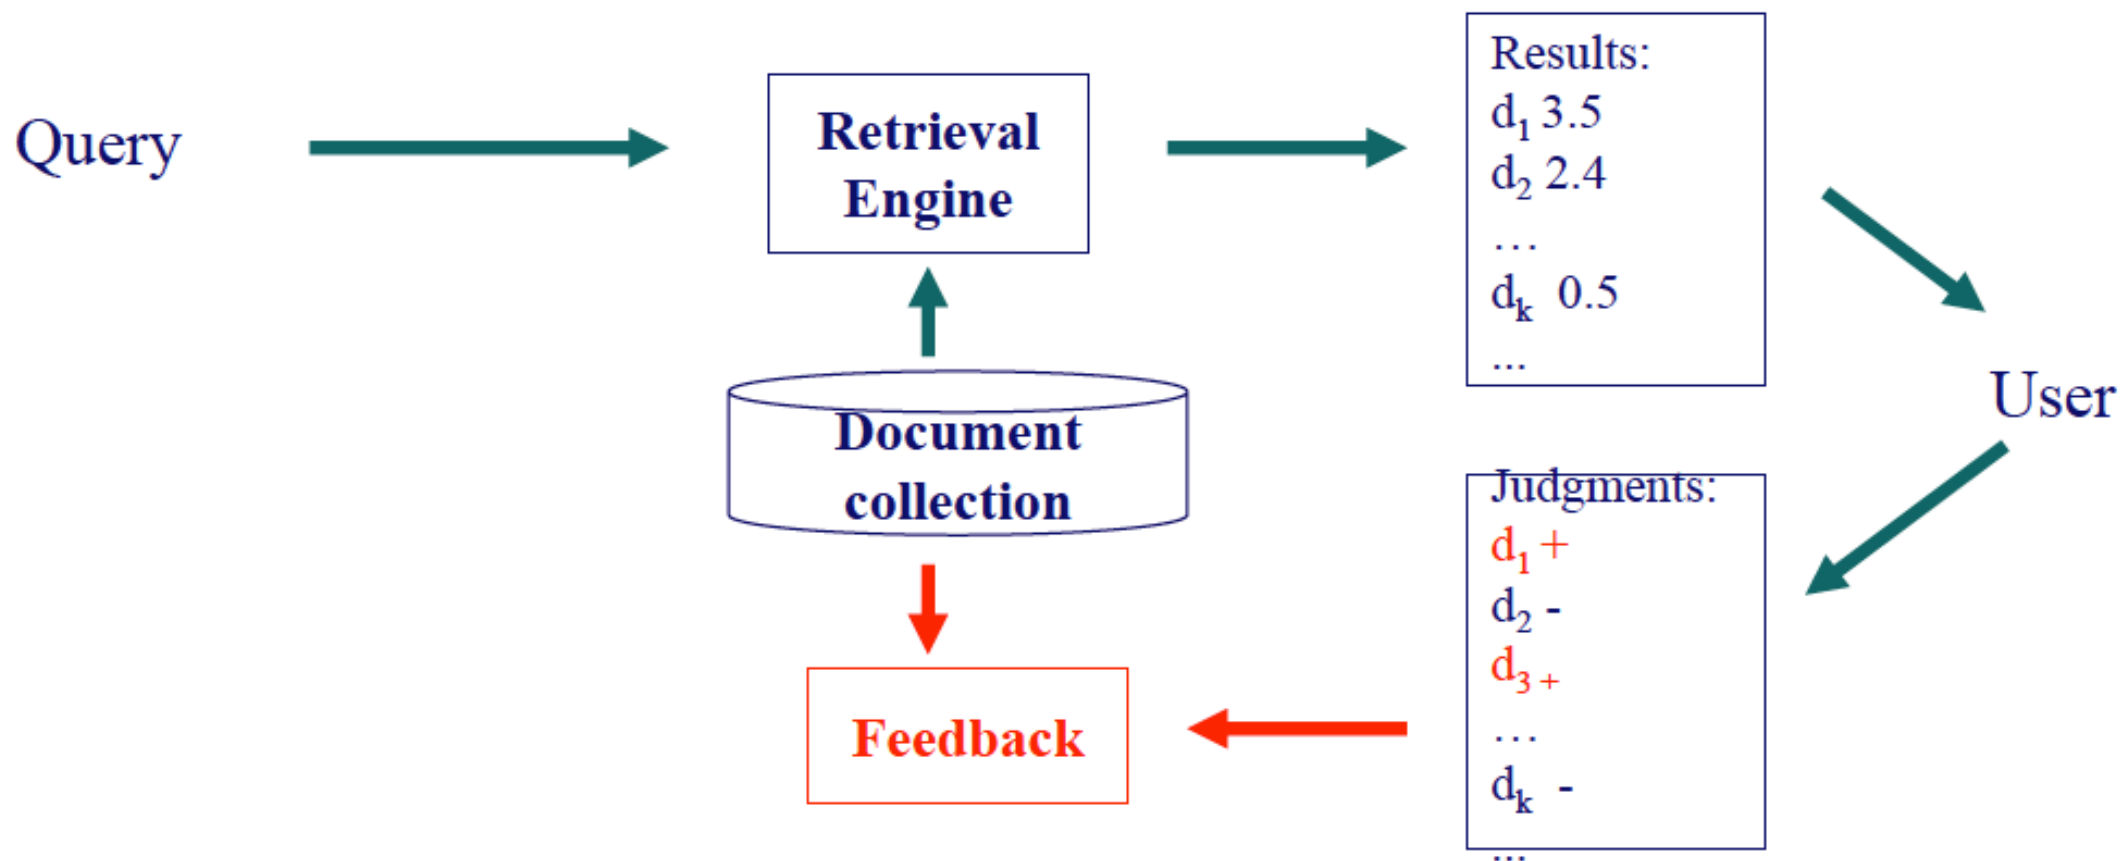 Query
Retrieval
Engine
Results:
d1 3.5
d2 2.4
…
dk 0.5
...
Document
collection
User
Judgments:
d1 +
d2 -
d3 +
…
dk -
...
Feedback